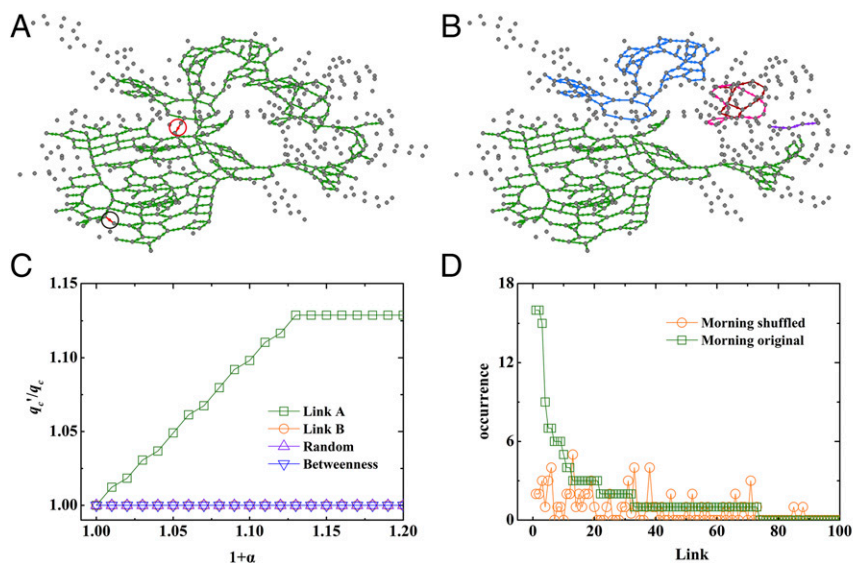 A
B
C
1.15
1.10
1.05
1.00
q_c'/q_c
Link A
Link B
Random
Betweenness
1.00
1.05
1.10
1.15
1.20
1+α
D
18
12
6
0
occurrence
Morning shuffled
Morning original
0
20
40
60
80
100
Link